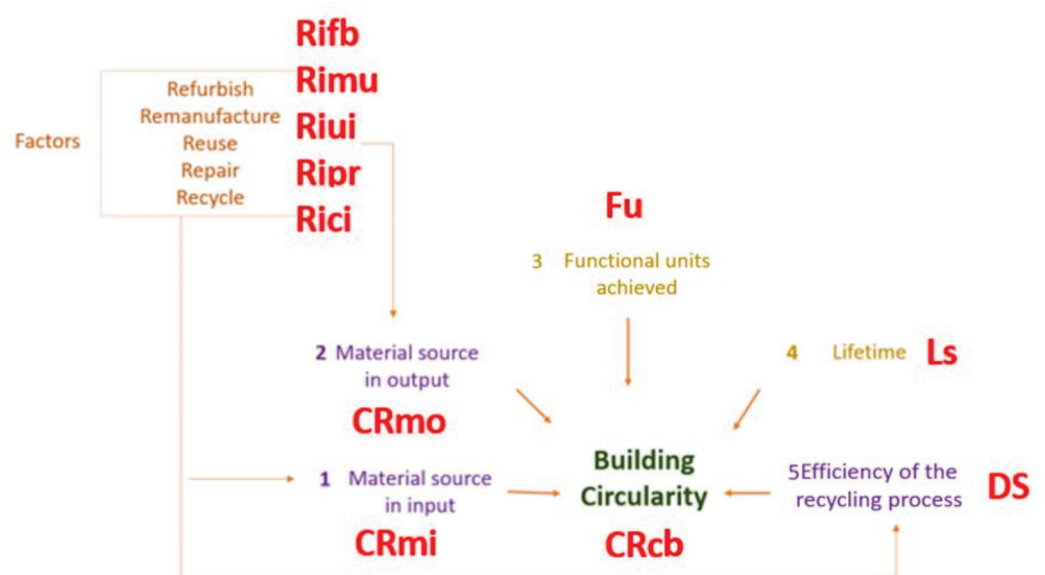 Rifb
Refurbish Rimu
Remanufacture
Factors Reuse Riui
Repair Ripr
Recycle Rici
Fu
3 Functional units
achieved
2 Material source
in output
CRmo
4 Lifetime Ls
1 Material source
in input
CRmi
Building
Circularity
CRcb
5Efficiency of the
recycling process DS